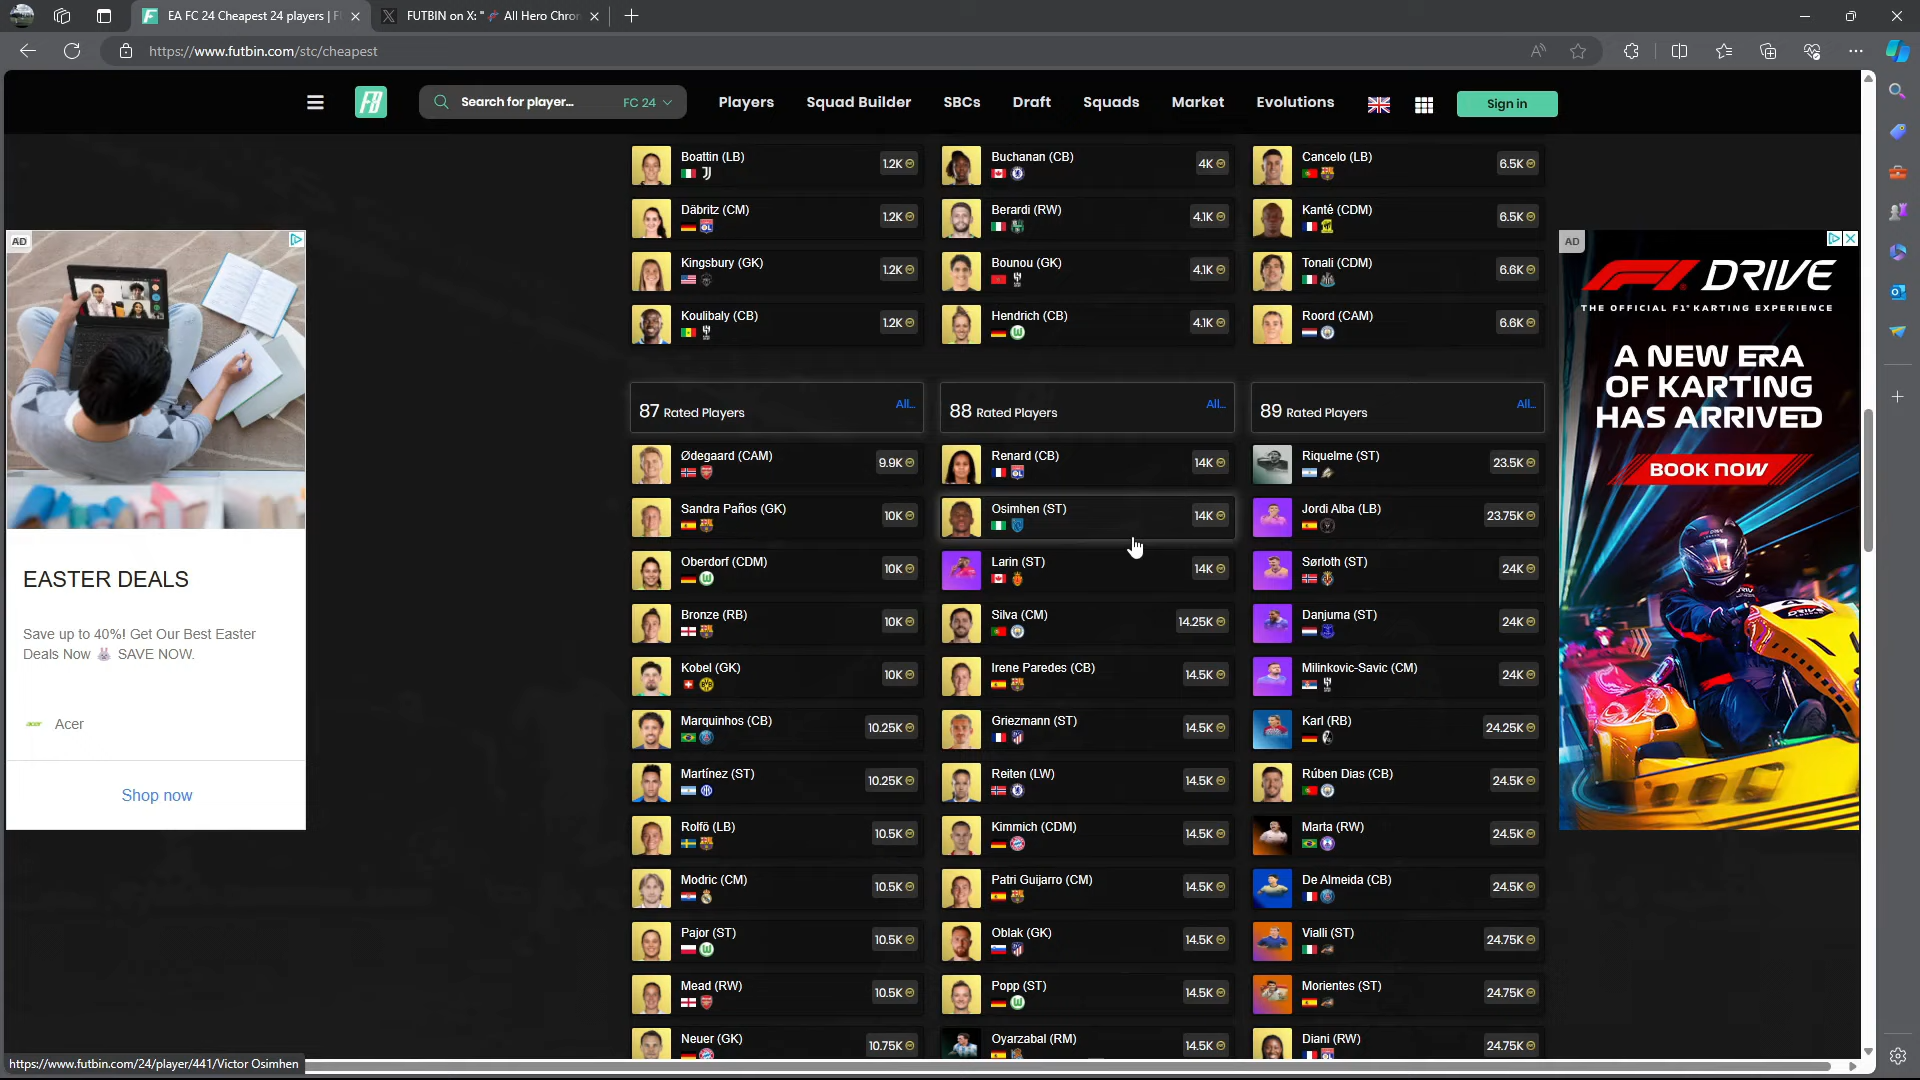 EA FC 24 Cheapest 24 players | F
FUTBIN on X: " All Hero Chron
https://www.futbin.com/stc/cheapest
Search for player... FC 24
Players Squad Builder SBCs Draft Squads Market Evolutions Sign in
Boattin (LB) 1.2K
Buchanan (CB) 4K
Cancelo (LB) 6.5K
Däbritz (CM) 1.2K
Berardi (RW) 4.1K
Kanté (CDM) 6.5K
Kingsbury (GK) 1.2K
Bounou (GK) 4.1K
Tonali (CDM) 6.6K
Koulibaly (CB) 1.2K
Hendrich (CB) 4.1K
Roord (CAM) 6.6K
87 Rated Players All...
88 Rated Players All...
89 Rated Players All...
Ødegaard (CAM) 9.9K
Renard (CB) 14K
Riquelme (ST) 23.5K
Sandra Paños (GK) 10K
Osimhen (ST) 14K
Jordi Alba (LB) 23.75K
Oberdorf (CDM) 10K
Larin (ST) 14K
Sørloth (ST) 24K
Bronze (RB) 10K
Silva (CM) 14.25K
Danjuma (ST) 24K
Kobel (GK) 10K
Irene Paredes (CB) 14.5K
Milinkovic-Savic (CM) 24K
Marquinhos (CB) 10.25K
Griezmann (ST) 14.5K
Karl (RB) 24.25K
Martínez (ST) 10.25K
Reiten (LW) 14.5K
Rúben Dias (CB) 24.5K
Rolfö (LB) 10.5K
Kimmich (CDM) 14.5K
Marta (RW) 24.5K
Modric (CM) 10.5K
Patri Guijarro (CM) 14.5K
De Almeida (CB) 24.5K
Pajor (ST) 10.5K
Oblak (GK) 14.5K
Vialli (ST) 24.75K
Mead (RW) 10.5K
Popp (ST) 14.5K
Morientes (ST) 24.75K
Neuer (GK) 10.75K
Oyarzabal (RM) 14.5K
Diani (RW) 24.75K
AD
EASTER DEALS
Save up to 40%! Get Our Best Easter
Deals Now 🐰 SAVE NOW.
acer
Acer
Shop now
AD
F1 DRIVE
THE OFFICIAL F1® KARTING EXPERIENCE
A NEW ERA
OF KARTING
HAS ARRIVED
BOOK NOW
https://www.futbin.com/24/player/441/Victor Osimhen